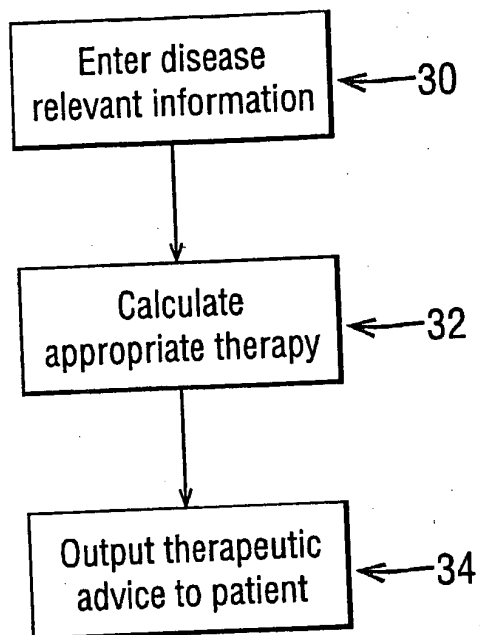 Enter disease
relevant information
30
Calculate
appropriate therapy
32
Output therapeutic
advice to patient
34